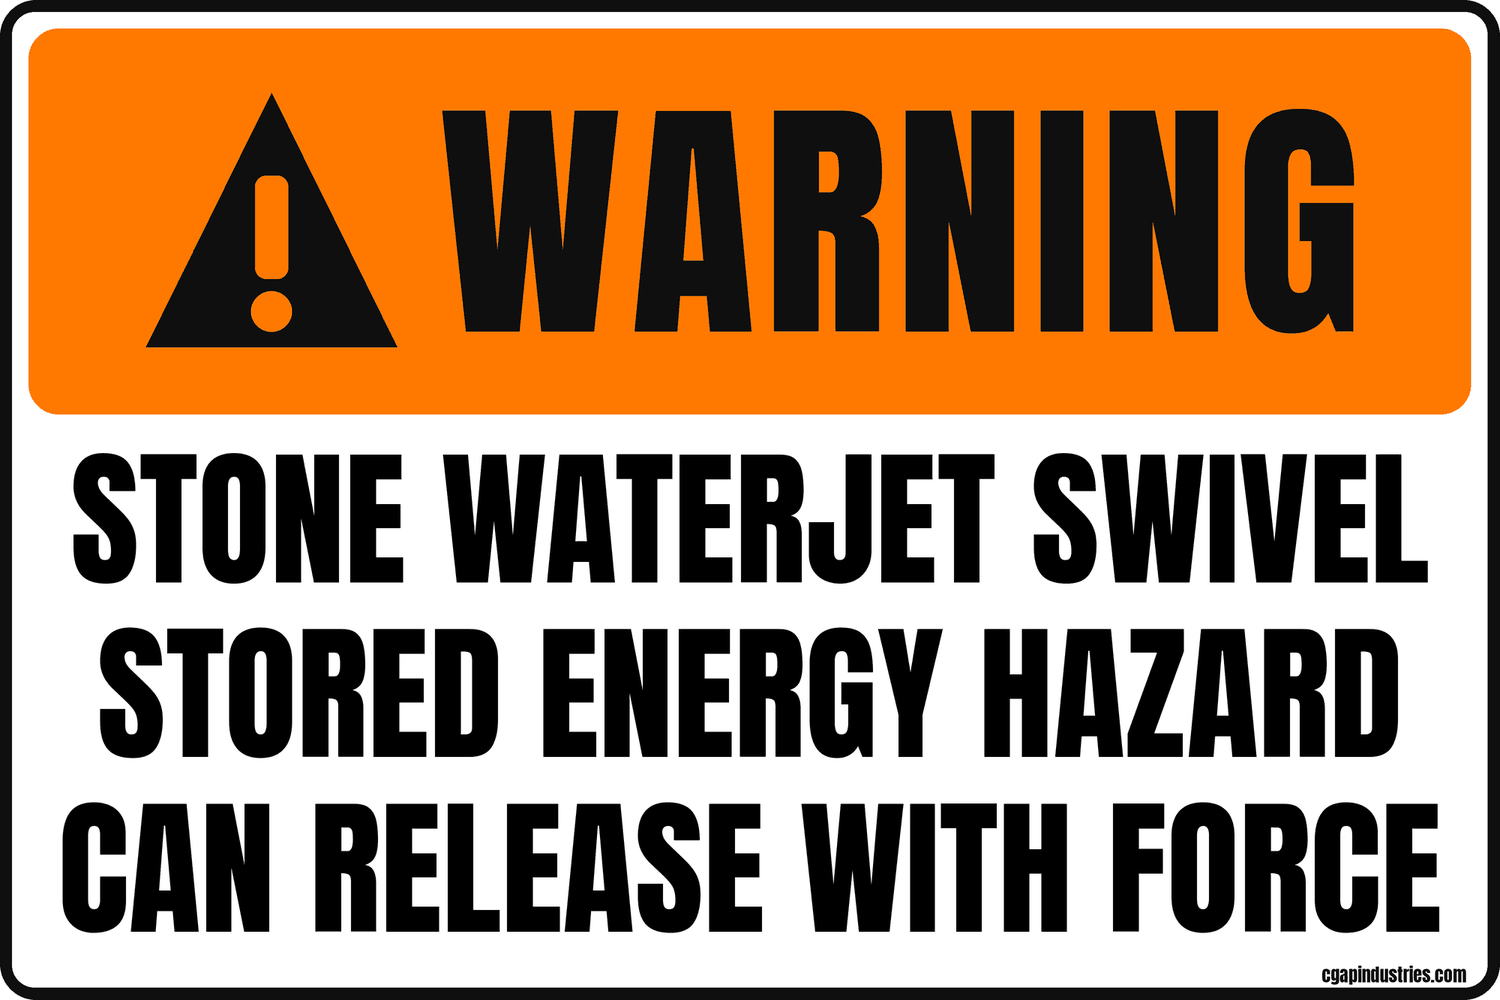 WARNING
STONE WATERJET SWIVEL
STORED ENERGY HAZARD
CAN RELEASE WITH FORCE
cgapindustries.com